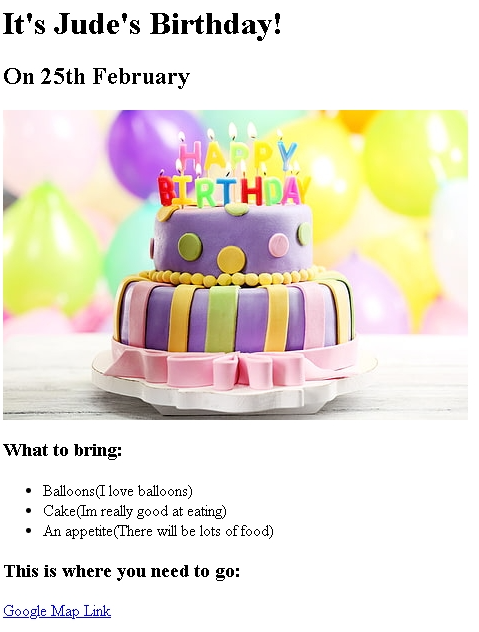 It's Jude's Birthday!
On 25th February
HAPPY
BIRTHDAY
What to bring:
Balloons(I love balloons)
Cake(Im really good at eating)
An appetite(There will be lots of food)
This is where you need to go:
Google Map Link